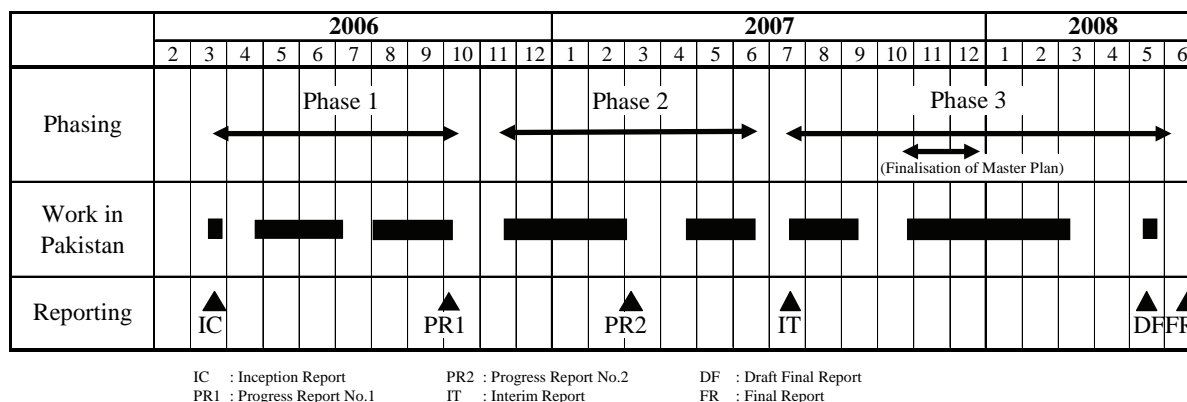 2006 2007 2008
2 3 4 5 6 7 8 9 10 11 12 1 2 3 4 5 6 7 8 9 10 11 12 1 2 3 4 5 6
Phasing
Phase 1 Phase 2 Phase 3
(Finalisation of Master Plan)
Work in
Pakistan
Reporting
IC PR1 PR2 IT DF FR
IC : Inception Report PR2 : Progress Report No.2 DF : Draft Final Report
PR1 : Progress Report No.1 IT : Interim Report FR : Final Report